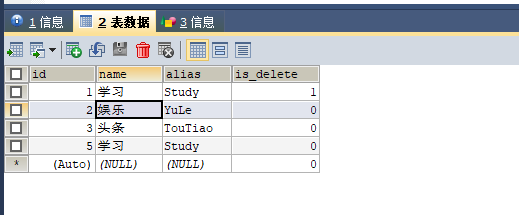 1 信息 2 表数据 3 信息
id name alias is_delete
1 学习 Study 1
2 娱乐 YuLe 0
3 头条 TouTiao 0
5 学习 Study 0
* (Auto) (NULL) (NULL) 0